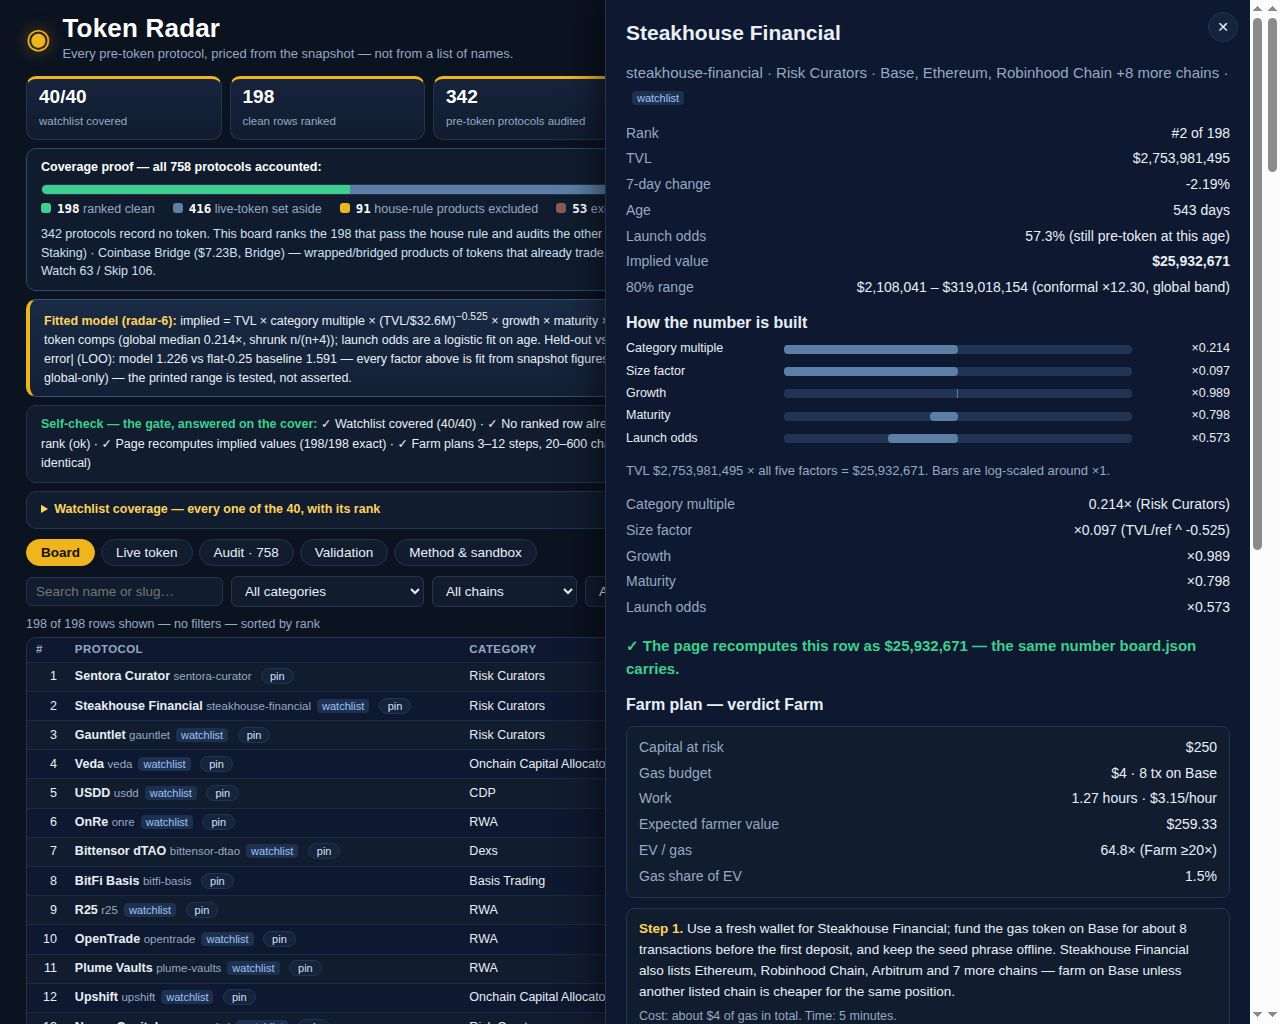 Token Radar
Every pre-token protocol, priced from the snapshot — not from a list of names.
40/40
watchlist covered
198
clean rows ranked
342
pre-token protocols audited
Coverage proof — all 758 protocols accounted:
198 ranked clean 416 live-token set aside 91 house-rule products excluded 53
342 protocols record no token. This board ranks the 198 that pass the house rule and audits the other
Staking) · Coinbase Bridge ($7.23B, Bridge) — wrapped/bridged products of tokens that already trade
Watch 63 / Skip 106.
Fitted model (radar-6): implied = TVL × category multiple × (TVL/$32.6M)^−0.525 × growth × maturity ×
token comps (global median 0.214×, shrunk n/(n+4)); launch odds are a logistic fit on age. Held-out vs
error| (LOO): model 1.226 vs flat-0.25 baseline 1.591 — every factor above is fit from snapshot figures
global-only) — the printed range is tested, not asserted.
Self-check — the gate, answered on the cover: ✓ Watchlist covered (40/40) · ✓ No ranked row
rank (ok) · ✓ Page recomputes implied values (198/198 exact) · ✓ Farm plans 3–12 steps, 20–600
identical)
▶ Watchlist coverage — every one of the 40, with its rank
Board
Live token
Audit · 758
Validation
Method & sandbox
Search name or slug…
All categories
All chains
198 of 198 rows shown — no filters — sorted by rank
# PROTOCOL CATEGORY
1 Sentora Curator sentora-curator pin Risk Curators
2 Steakhouse Financial steakhouse-financial watchlist pin Risk Curators
3 Gauntlet gauntlet watchlist pin Risk Curators
4 Veda veda watchlist pin Onchain Capital Allocato
5 USDD usdd watchlist pin CDP
6 OnRe onre watchlist pin RWA
7 Bittensor dTAO bittensor-dtao watchlist pin Dexs
8 BitFi Basis bitfi-basis pin Basis Trading
9 R25 r25 watchlist pin RWA
10 OpenTrade opentrade watchlist pin RWA
11 Plume Vaults plume-vaults watchlist pin RWA
12 Upshift upshift watchlist pin Onchain Capital Allocato
Steakhouse Financial
✕
steakhouse-financial · Risk Curators · Base, Ethereum, Robinhood Chain +8 more chains ·
watchlist
Rank #2 of 198
TVL $2,753,981,495
7-day change -2.19%
Age 543 days
Launch odds 57.3% (still pre-token at this age)
Implied value $25,932,671
80% range $2,108,041 – $319,018,154 (conformal ×12.30, global band)
How the number is built
Category multiple ×0.214
Size factor ×0.097
Growth ×0.989
Maturity ×0.798
Launch odds ×0.573
TVL $2,753,981,495 × all five factors = $25,932,671. Bars are log-scaled around ×1.
Category multiple 0.214× (Risk Curators)
Size factor ×0.097 (TVL/ref ^ -0.525)
Growth ×0.989
Maturity ×0.798
Launch odds ×0.573
✓ The page recomputes this row as $25,932,671 — the same number board.json
carries.
Farm plan — verdict Farm
Capital at risk $250
Gas budget $4 · 8 tx on Base
Work 1.27 hours · $3.15/hour
Expected farmer value $259.33
EV / gas 64.8× (Farm ≥20×)
Gas share of EV 1.5%
Step 1. Use a fresh wallet for Steakhouse Financial; fund the gas token on Base for about 8
transactions before the first deposit, and keep the seed phrase offline. Steakhouse Financial
also lists Ethereum, Robinhood Chain, Arbitrum and 7 more chains — farm on Base unless
another listed chain is cheaper for the same position.
Cost: about $4 of gas in total. Time: 5 minutes.